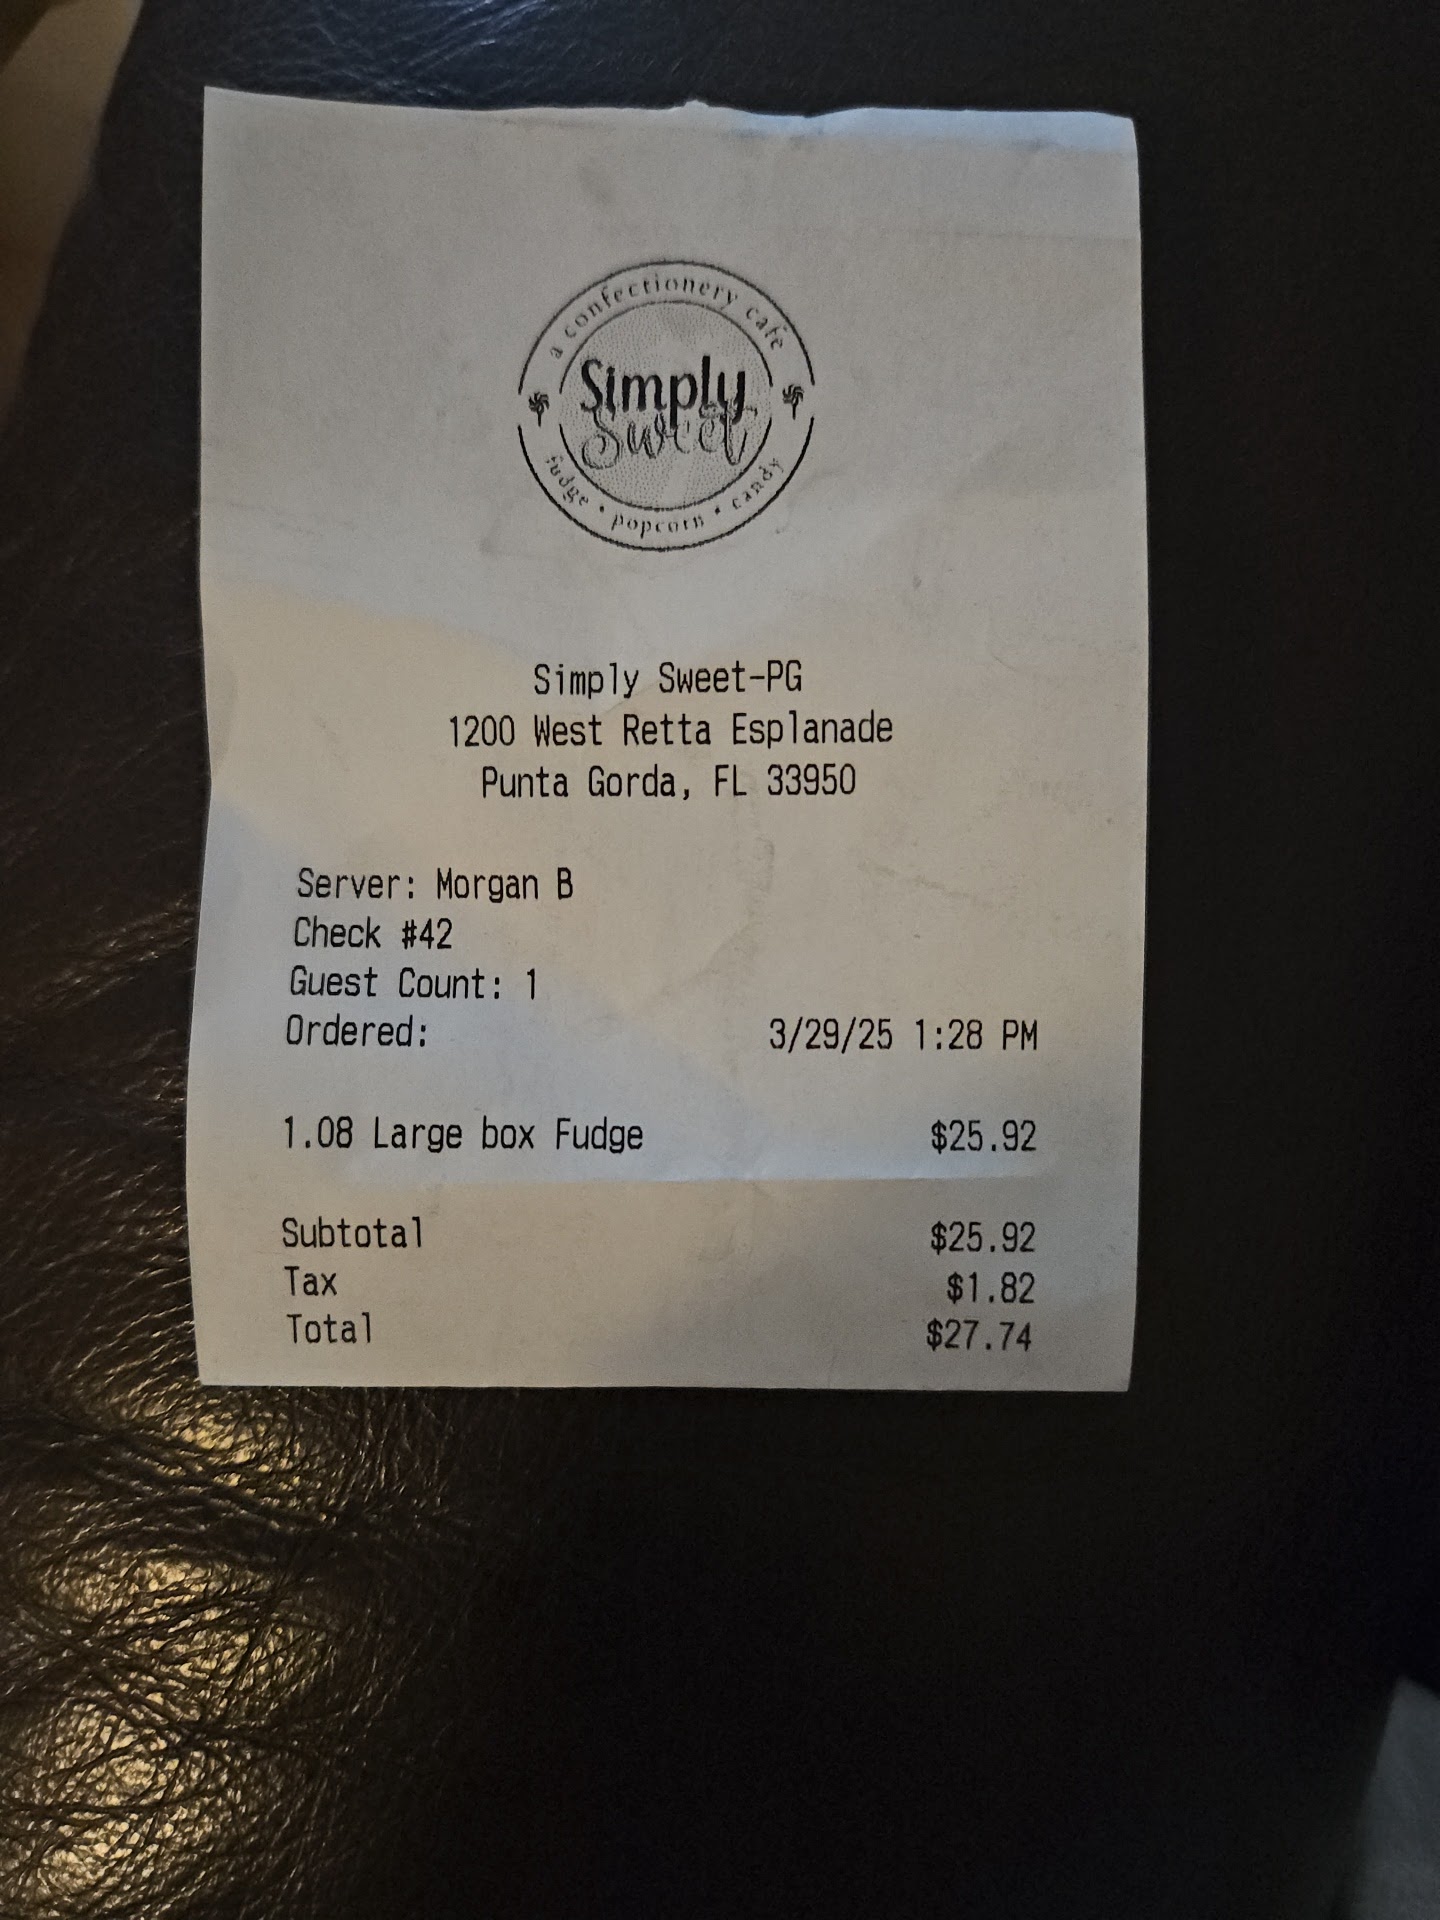 a confectionery cafe
Simply
Sweet
fudge • popcorn • candy
Simply Sweet-PG
1200 West Retta Esplanade
Punta Gorda, FL 33950
Server: Morgan B
Check #42
Guest Count: 1
Ordered: 3/29/25 1:28 PM
1.08 Large box Fudge $25.92
Subtotal $25.92
Tax $1.82
Total $27.74